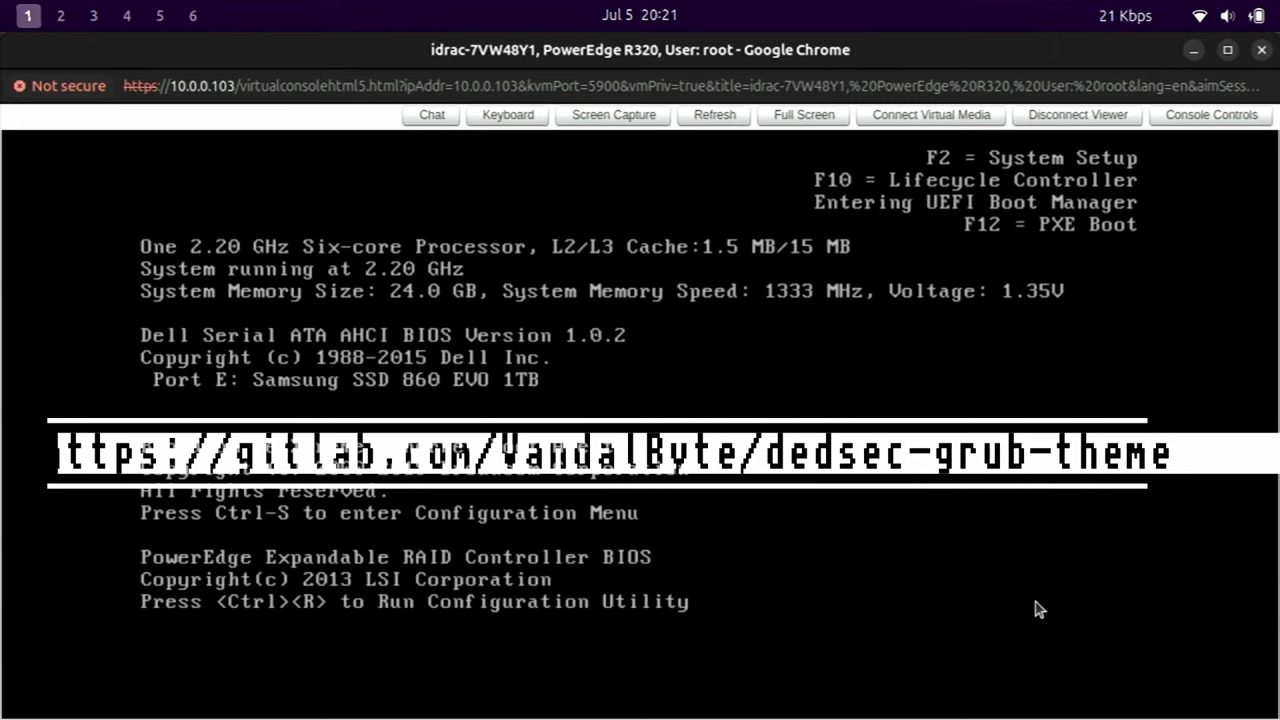 1 2 3 4 5 6
Jul 5 20:21
21 Kbps
idrac-7VW48Y1, PowerEdge R320, User: root - Google Chrome
Not secure https://10.0.0.103/virtualconsolehtml5.html?ipAddr=10.0.0.103&kvmPort=5900&vmPriv=true&title=idrac-7VW48Y1,%20PowerEdge%20R320,%20User:%20root&lang=en&aimSess...
Chat Keyboard Screen Capture Refresh Full Screen Connect Virtual Media Disconnect Viewer Console Controls
F2 = System Setup
F10 = Lifecycle Controller
Entering UEFI Boot Manager
F12 = PXE Boot
One 2.20 GHz Six-core Processor, L2/L3 Cache:1.5 MB/15 MB
System running at 2.20 GHz
System Memory Size: 24.0 GB, System Memory Speed: 1333 MHz, Voltage: 1.35V
Dell Serial ATA AHCI BIOS Version 1.0.2
Copyright (c) 1988-2015 Dell Inc.
Port E: Samsung SSD 860 EVO 1TB
ttps://gitlab.com/VandalByte/dedsec-grub-theme
All rights reserved.
Press Ctrl-S to enter Configuration Menu
PowerEdge Expandable RAID Controller BIOS
Copyright(c) 2013 LSI Corporation
Press <Ctrl><R> to Run Configuration Utility